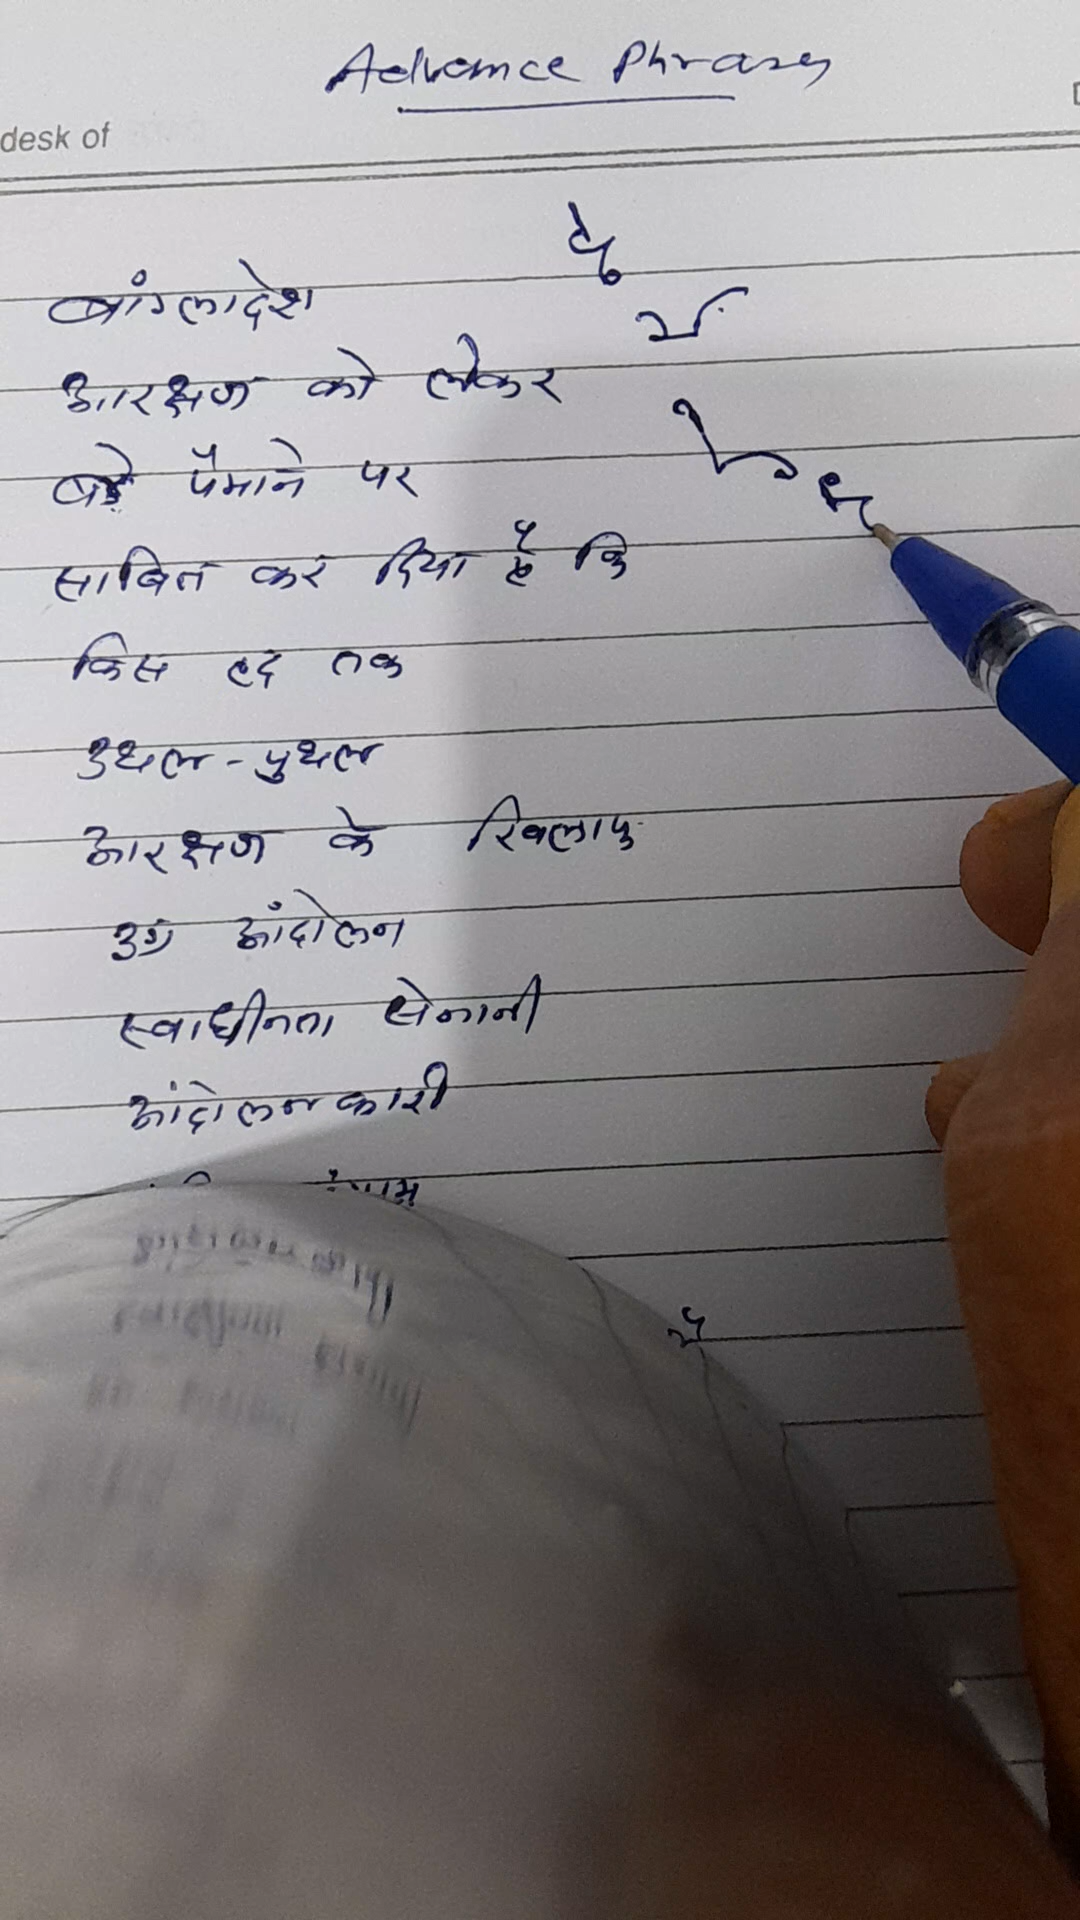 Advance Phrases
desk of
बांग्लादेश
आरक्षण को लेकर
बड़े पैमाने पर
साबित कर दिया है कि
किस हद तक
उथल-पुथल
आरक्षण के खिलाफ
उग्र आंदोलन
स्वाधीनता सेनानी
आंदोलनकारी